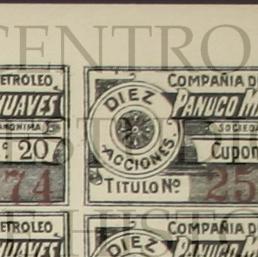 CENTRO
ETROLEO
HUAVES
ANONIMA
Nº 20
74
COMPAÑIA D
PANUCO M
SOCIEDA
Cupon
DIEZ
ACCIONES
TITULO Nº
25
ETROLEO
HUAVES
COMPAÑIA D
PANUCO M
DIEZ